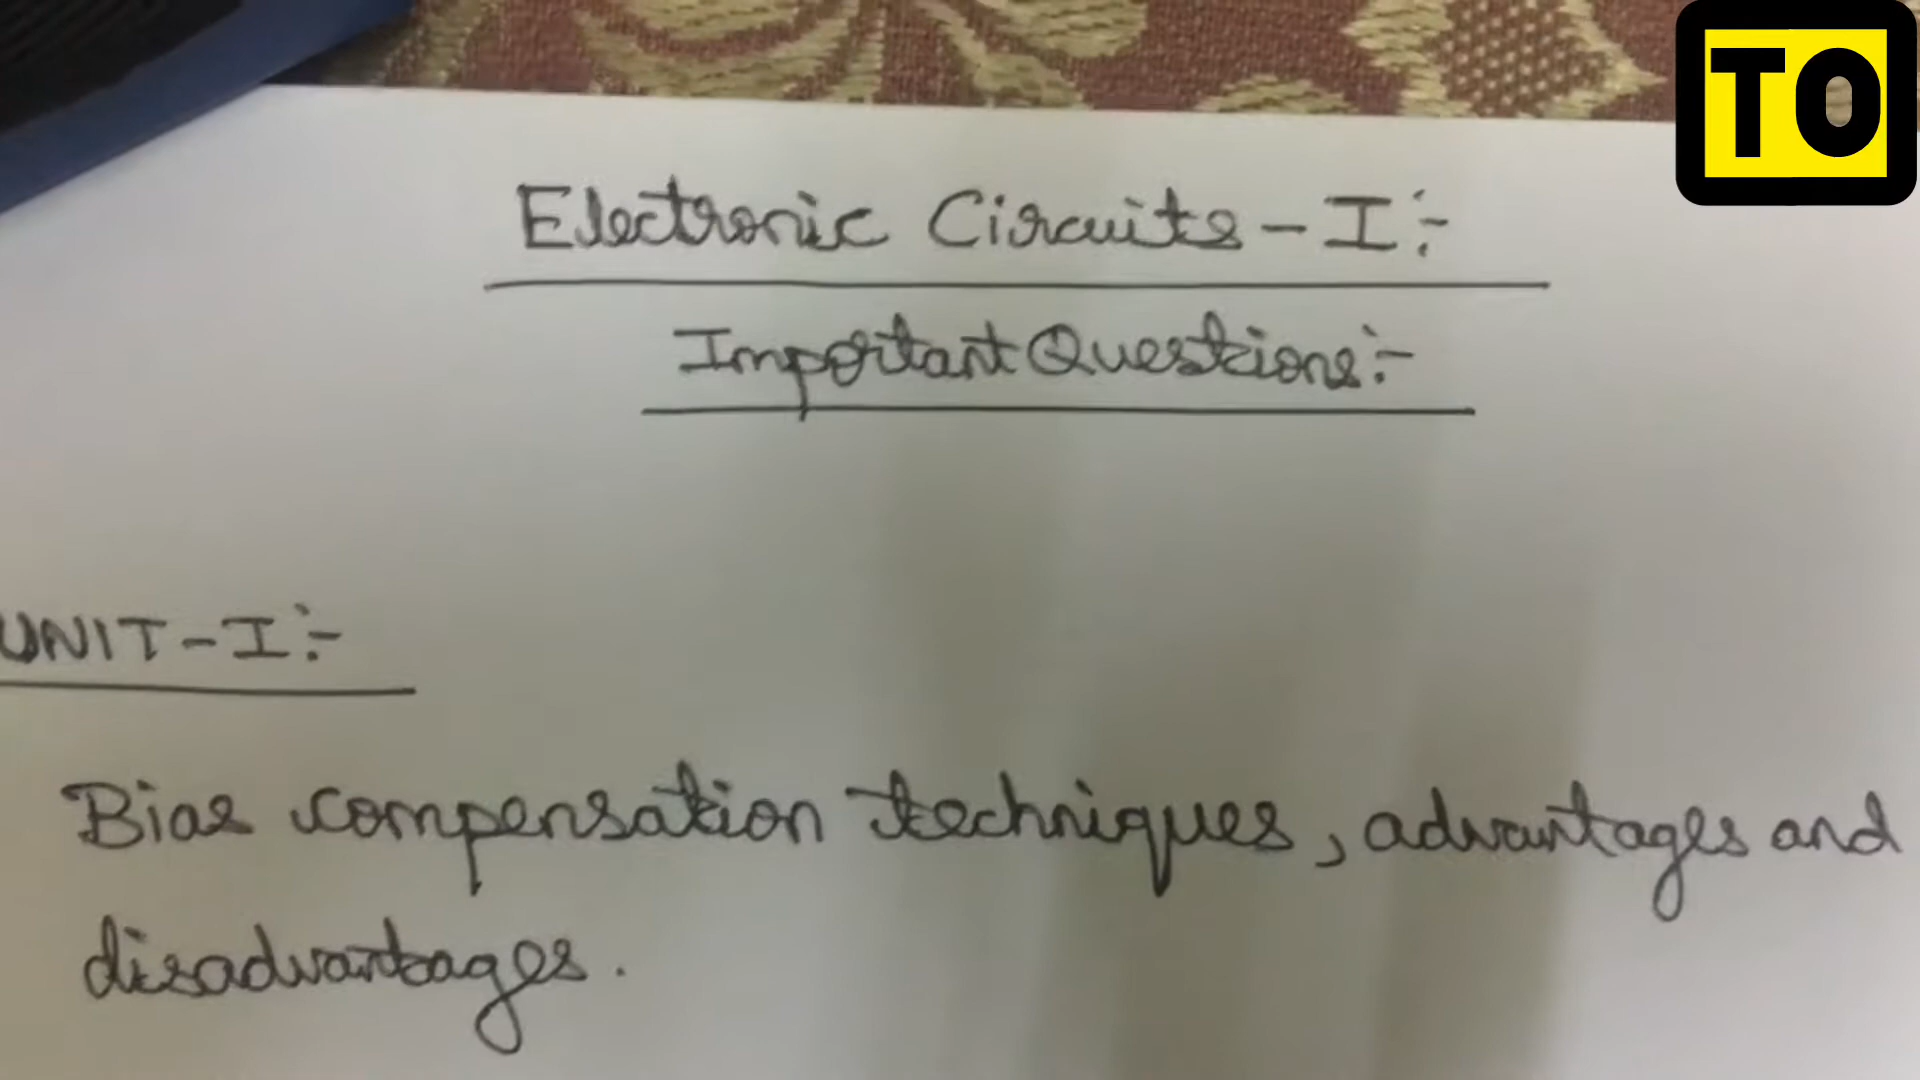 TO
Electronic Circuits - I :-
Important Questions :-
UNIT - I :-
Bias compensation techniques, advantages and
disadvantages.